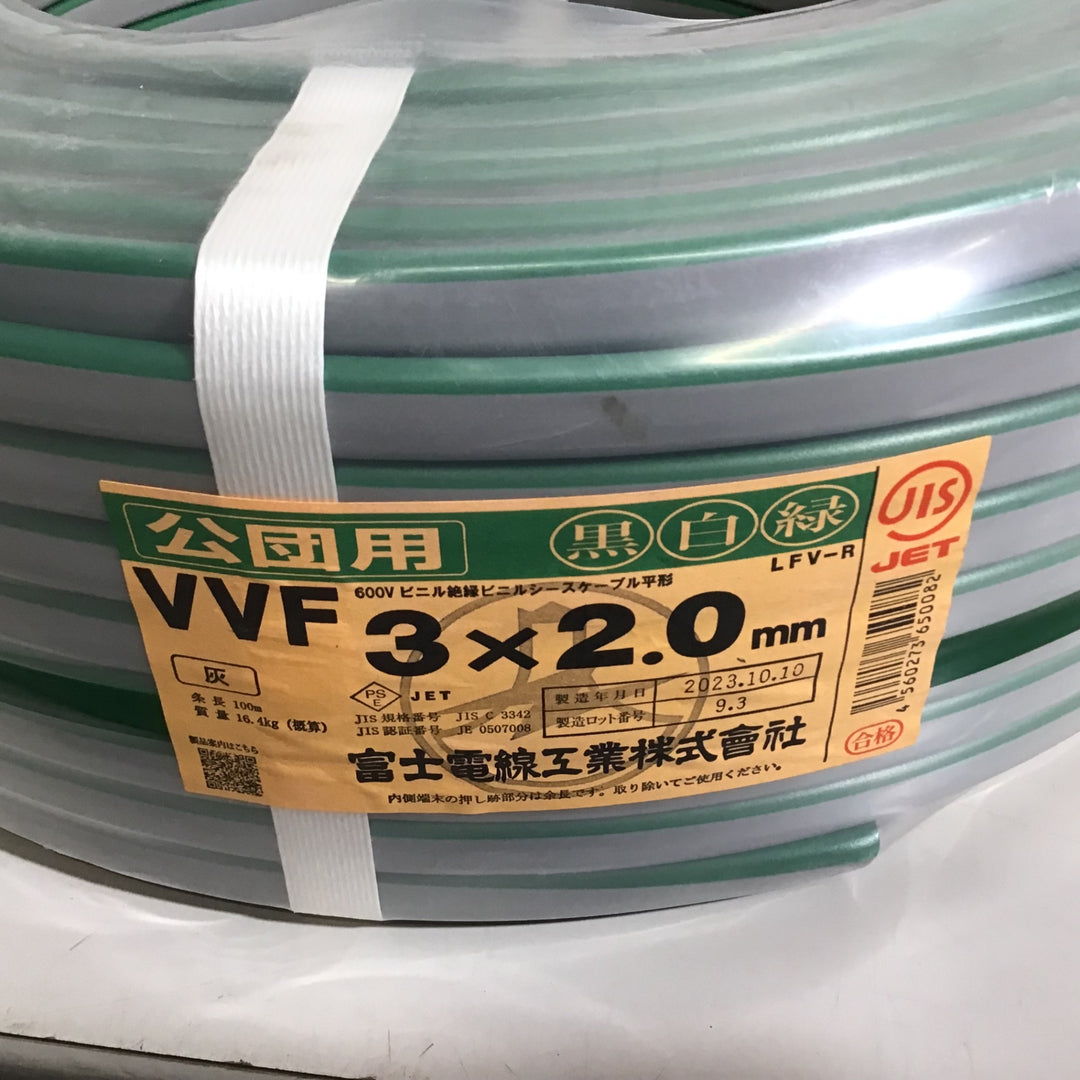 公団用 黒 白 緑
LFV-R
JIS
JET
VVF
600V ビニル絶縁ビニルシースケーブル平形
3×2.0mm
灰
条長 100m
質量 16.4kg (概算)
製品案内はこちら
PS
E
JET
JIS 規格番号 JIS C 3342
JIS 認証番号 JE 0507008
製造年月日 2023.10.10
製造ロット番号 9.3
富士電線工業株式會社
内側端末の押し跡部分は余長です。取り除いてご使用ください。
4 560273 650082
合格